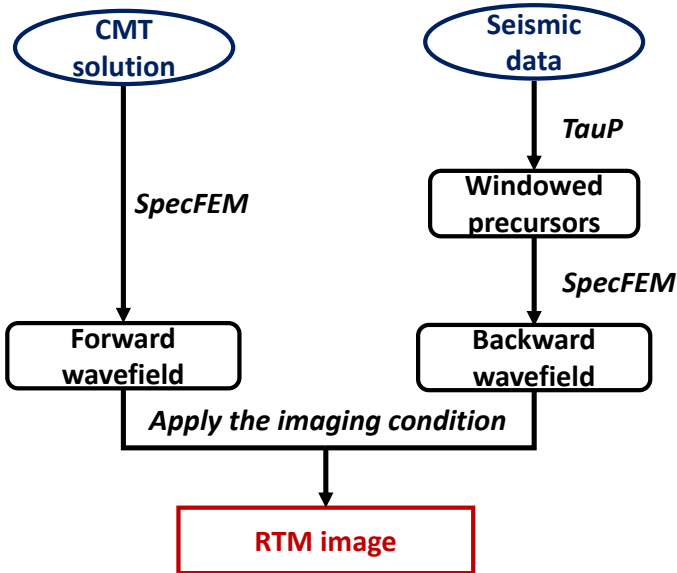 CMT
solution
Seismic
data
TauP
Windowed
precursors
SpecFEM
SpecFEM
Forward
wavefield
Backward
wavefield
Apply the imaging condition
RTM image